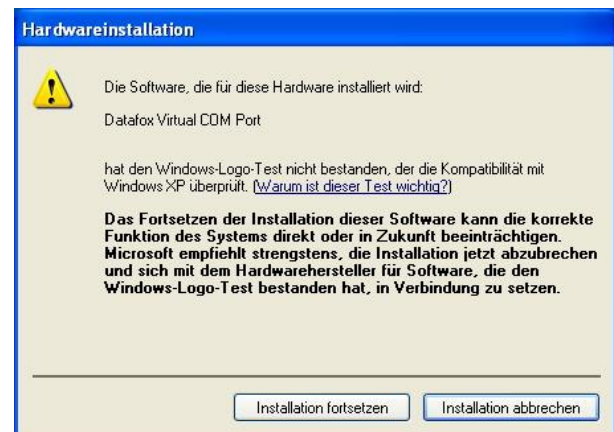 Hardwareinstallation
Die Software, die für diese Hardware installiert wird:
Datafox Virtual COM Port
hat den Windows-Logo-Test nicht bestanden, der die Kompatibilität mit
Windows XP überprüft. (Warum ist dieser Test wichtig?)
Das Fortsetzen der Installation dieser Software kann die korrekte
Funktion des Systems direkt oder in Zukunft beeinträchtigen.
Microsoft empfiehlt strengstens, die Installation jetzt abzubrechen
und sich mit dem Hardwarehersteller für Software, die den
Windows-Logo-Test bestanden hat, in Verbindung zu setzen.
Installation fortsetzen Installation abbrechen